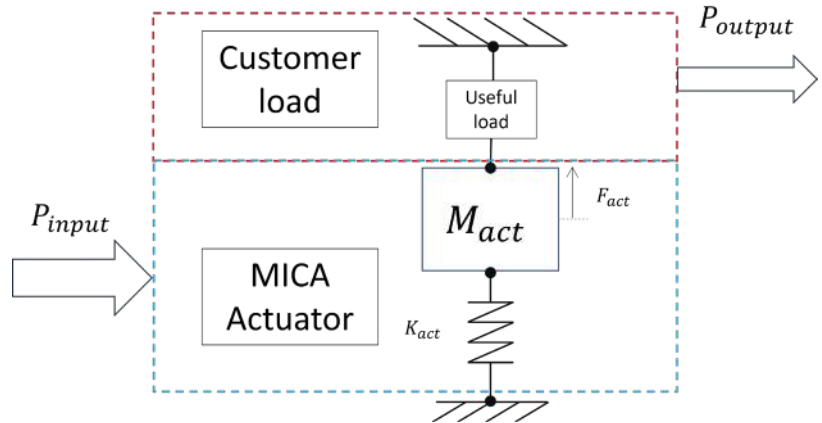 P_output
Customer
load
Useful
load
F_act
P_input
M_act
MICA
Actuator
K_act